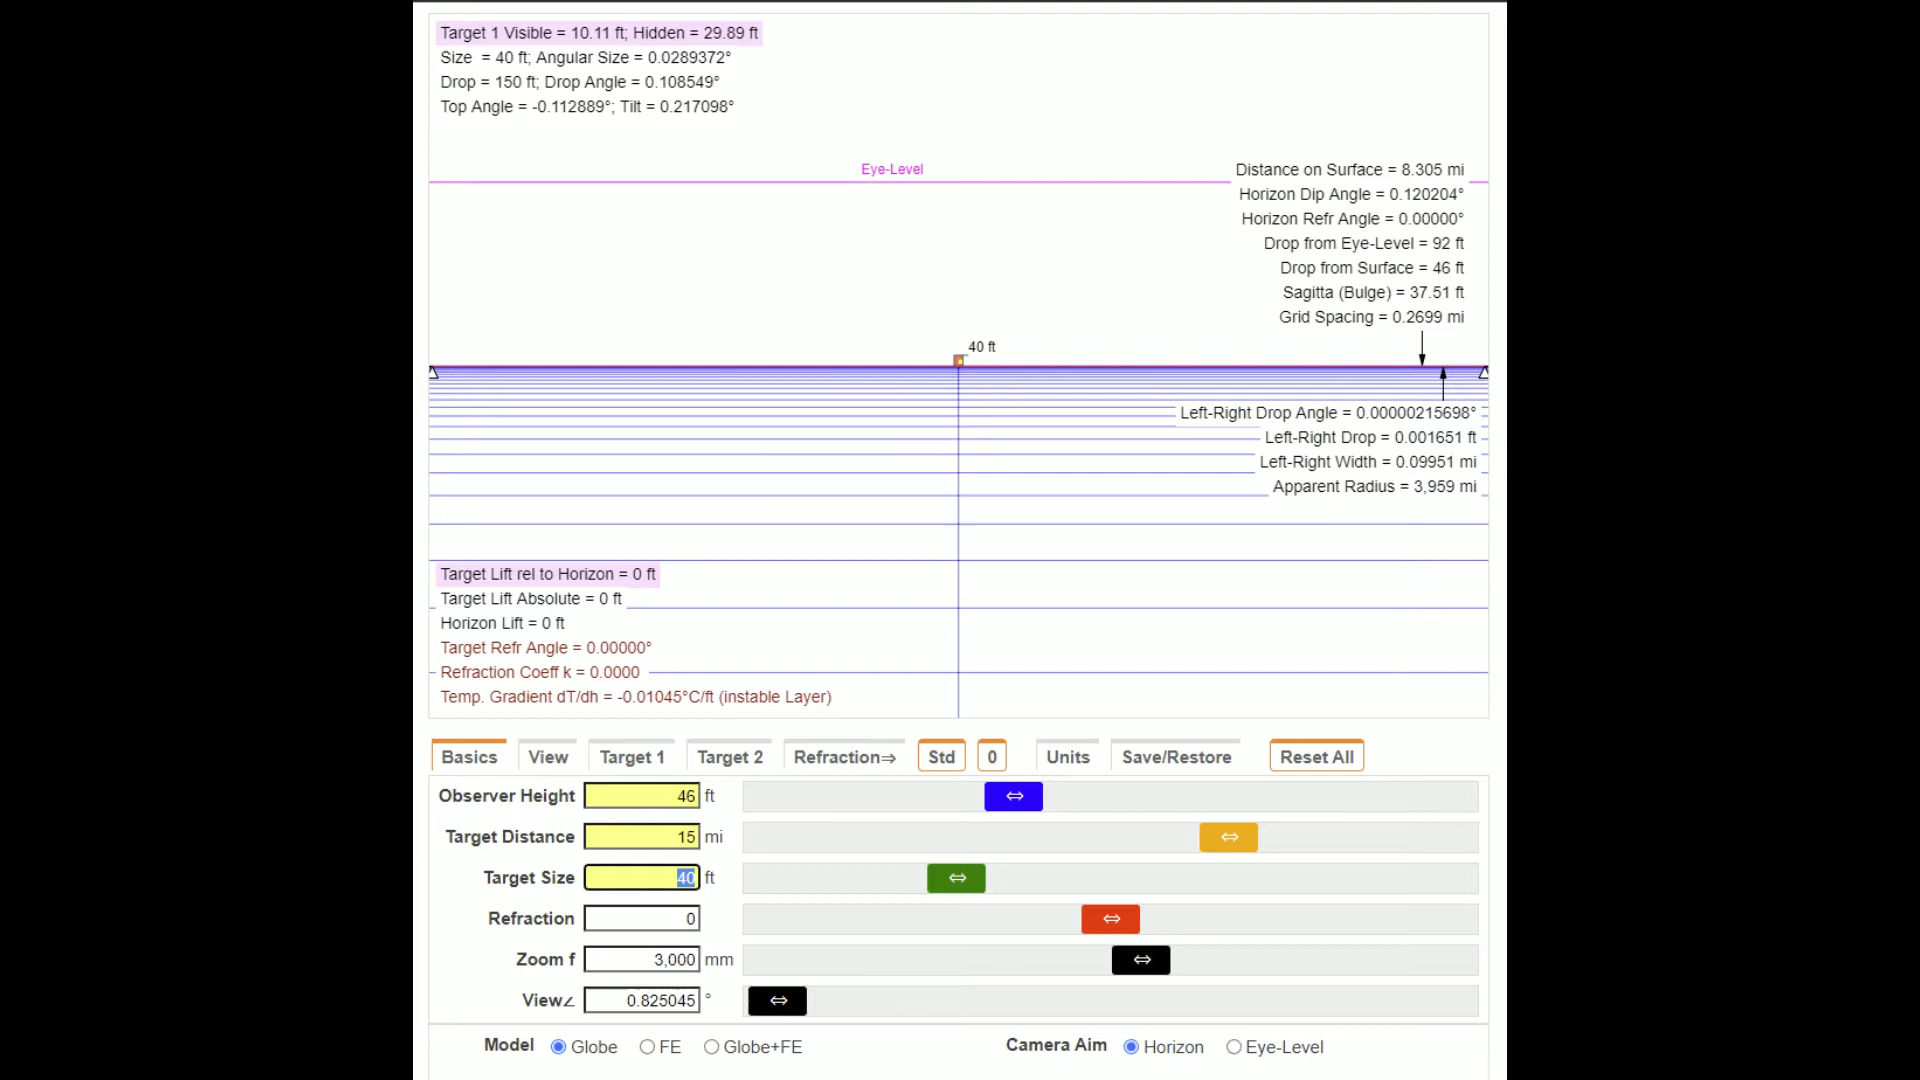 Target 1 Visible = 10.11 ft; Hidden = 29.89 ft
Size = 40 ft; Angular Size = 0.0289372°
Drop = 150 ft; Drop Angle = 0.108549°
Top Angle = -0.112889°; Tilt = 0.217098°
Eye-Level
Distance on Surface = 8.305 mi
Horizon Dip Angle = 0.120204°
Horizon Refr Angle = 0.00000°
Drop from Eye-Level = 92 ft
Drop from Surface = 46 ft
Sagitta (Bulge) = 37.51 ft
Grid Spacing = 0.2699 mi
40 ft
Left-Right Drop Angle = 0.00000215698°
Left-Right Drop = 0.001651 ft
Left-Right Width = 0.09951 mi
Apparent Radius = 3,959 mi
Target Lift rel to Horizon = 0 ft
Target Lift Absolute = 0 ft
Horizon Lift = 0 ft
Target Refr Angle = 0.00000°
Refraction Coeff k = 0.0000
Temp. Gradient dT/dh = -0.01045°C/ft (instable Layer)
Basics View Target 1 Target 2 Refraction⇒ Std 0 Units Save/Restore Reset All
Observer Height 46 ft ⇔
Target Distance 15 mi ⇔
Target Size 40 ft ⇔
Refraction 0 ⇔
Zoom f 3,000 mm ⇔
View∠ 0.825045 ° ⇔
Model Globe FE Globe+FE Camera Aim Horizon Eye-Level